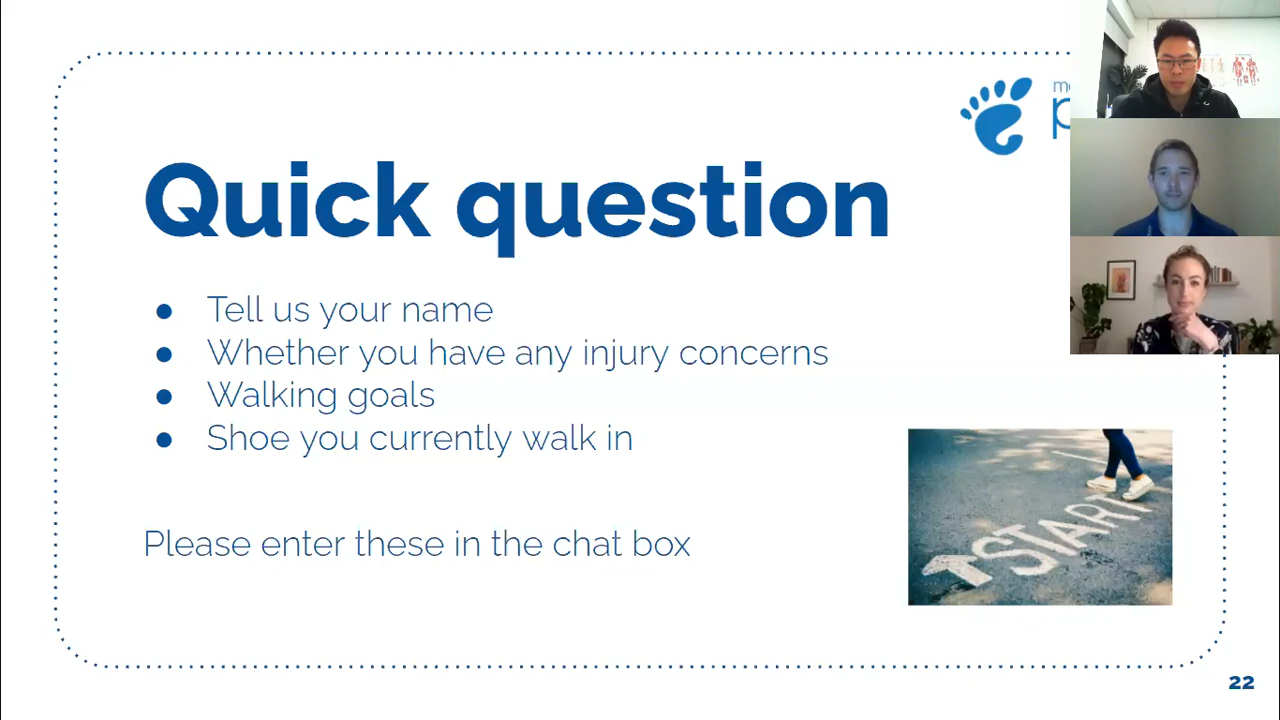 Quick question
● Tell us your name
● Whether you have any injury concerns
● Walking goals
● Shoe you currently walk in
Please enter these in the chat box
START
22